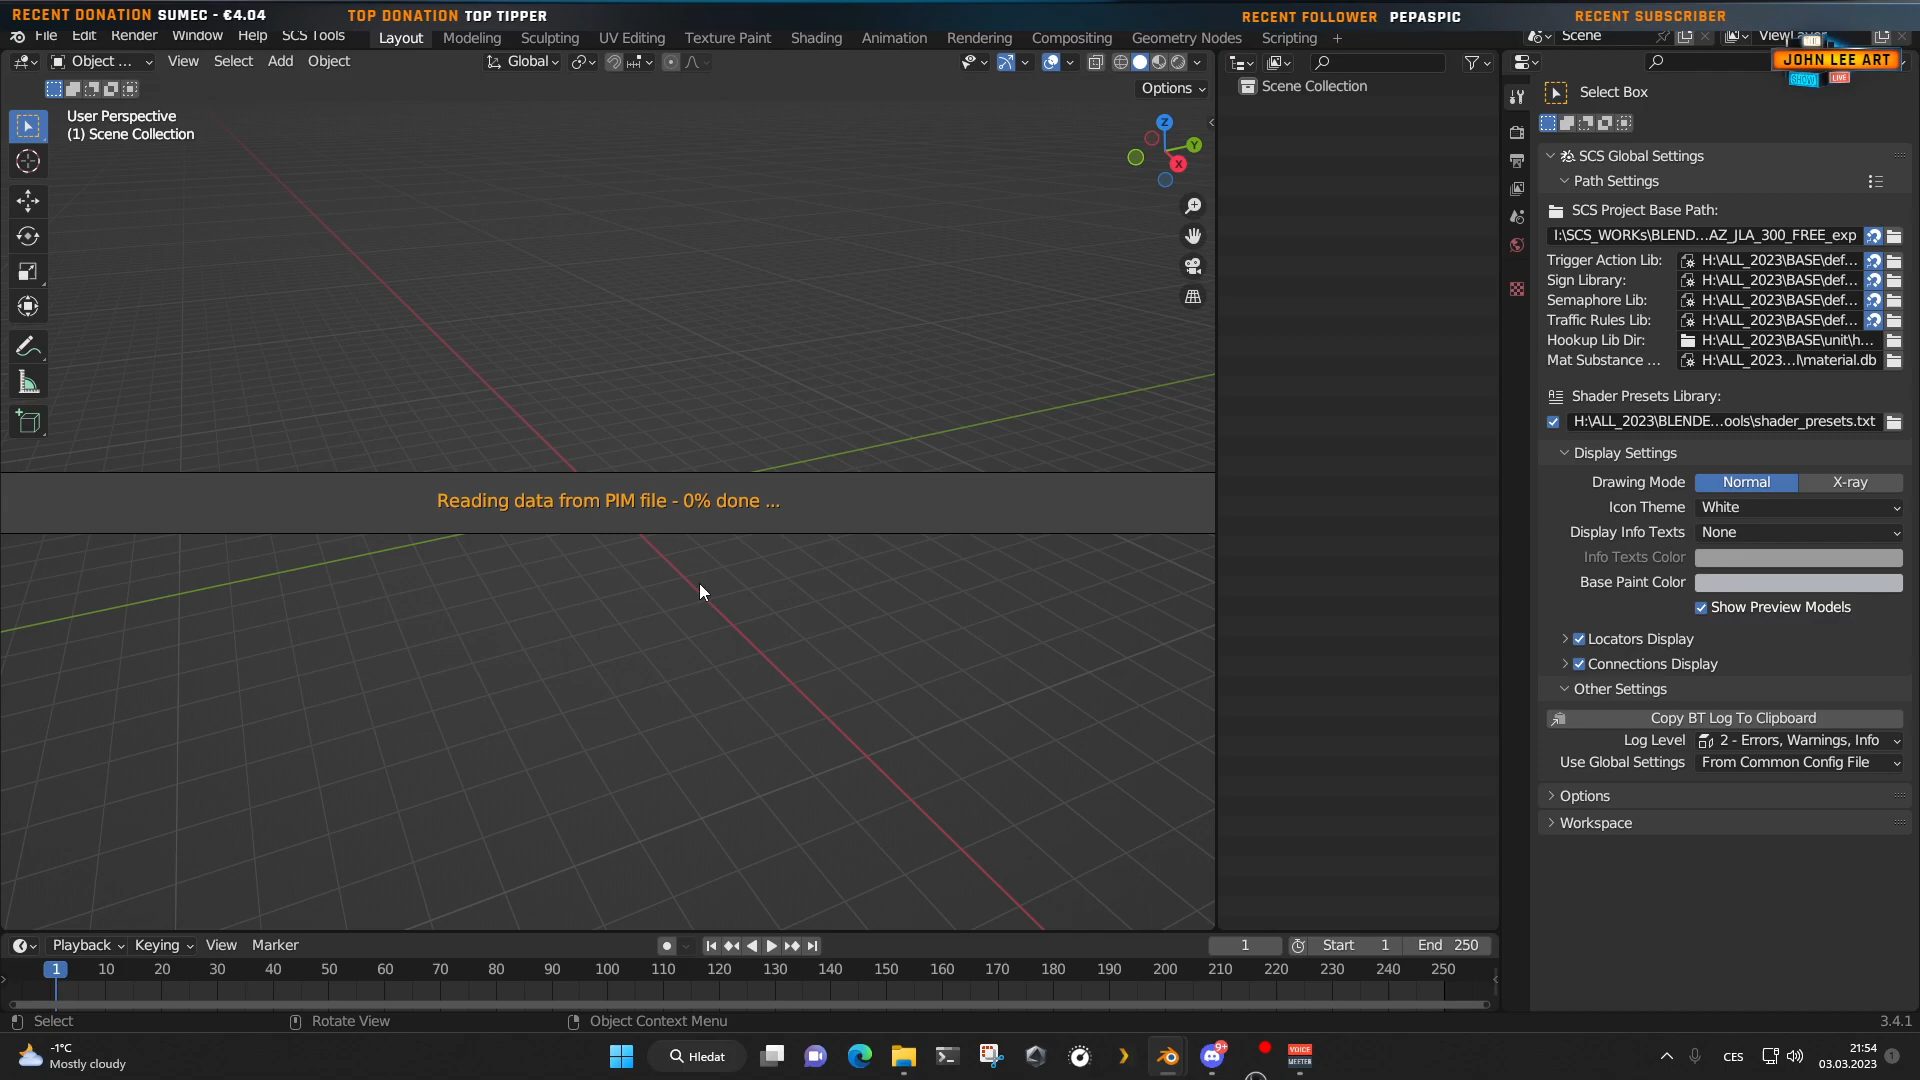 RECENT DONATION SUMEC - €4.04
TOP DONATION TOP TIPPER
RECENT FOLLOWER PEPASPIC
RECENT SUBSCRIBER
File Edit Render Window Help SCS Tools
Layout Modeling Sculpting UV Editing Texture Paint Shading Animation Rendering Compositing Geometry Nodes Scripting +
Scene
ViewLayer
JOHN LEE ART
SHOW!
LIVE
Object ...
View Select Add Object
Global
Options
User Perspective
(1) Scene Collection
Z
Y
X
Scene Collection
Select Box
SCS Global Settings
Path Settings
SCS Project Base Path:
I:\SCS_WORKs\BLEND...AZ_JLA_300_FREE_exp
Trigger Action Lib: H:\ALL_2023\BASE\def...
Sign Library: H:\ALL_2023\BASE\def...
Semaphore Lib: H:\ALL_2023\BASE\def...
Traffic Rules Lib: H:\ALL_2023\BASE\def...
Hookup Lib Dir: H:\ALL_2023\BASE\unit\h...
Mat Substance ... H:\ALL_2023...l\material.db
Shader Presets Library:
H:\ALL_2023\BLENDE...ools\shader_presets.txt
Display Settings
Drawing Mode Normal X-ray
Icon Theme White
Display Info Texts None
Info Texts Color
Base Paint Color
Show Preview Models
Locators Display
Connections Display
Other Settings
Copy BT Log To Clipboard
Log Level 2 - Errors, Warnings, Info
Use Global Settings From Common Config File
Options
Workspace
Reading data from PIM file - 0% done ...
Playback Keying View Marker
1
Start 1
End 250
1 10 20 30 40 50 60 70 80 90 100 110 120 130 140 150 160 170 180 190 200 210 220 230 240 250
Select
Rotate View
Object Context Menu
3.4.1
-1°C
Mostly cloudy
Hledat
9+
VOICE
MEETER
CES
21:54
03.03.2023
1